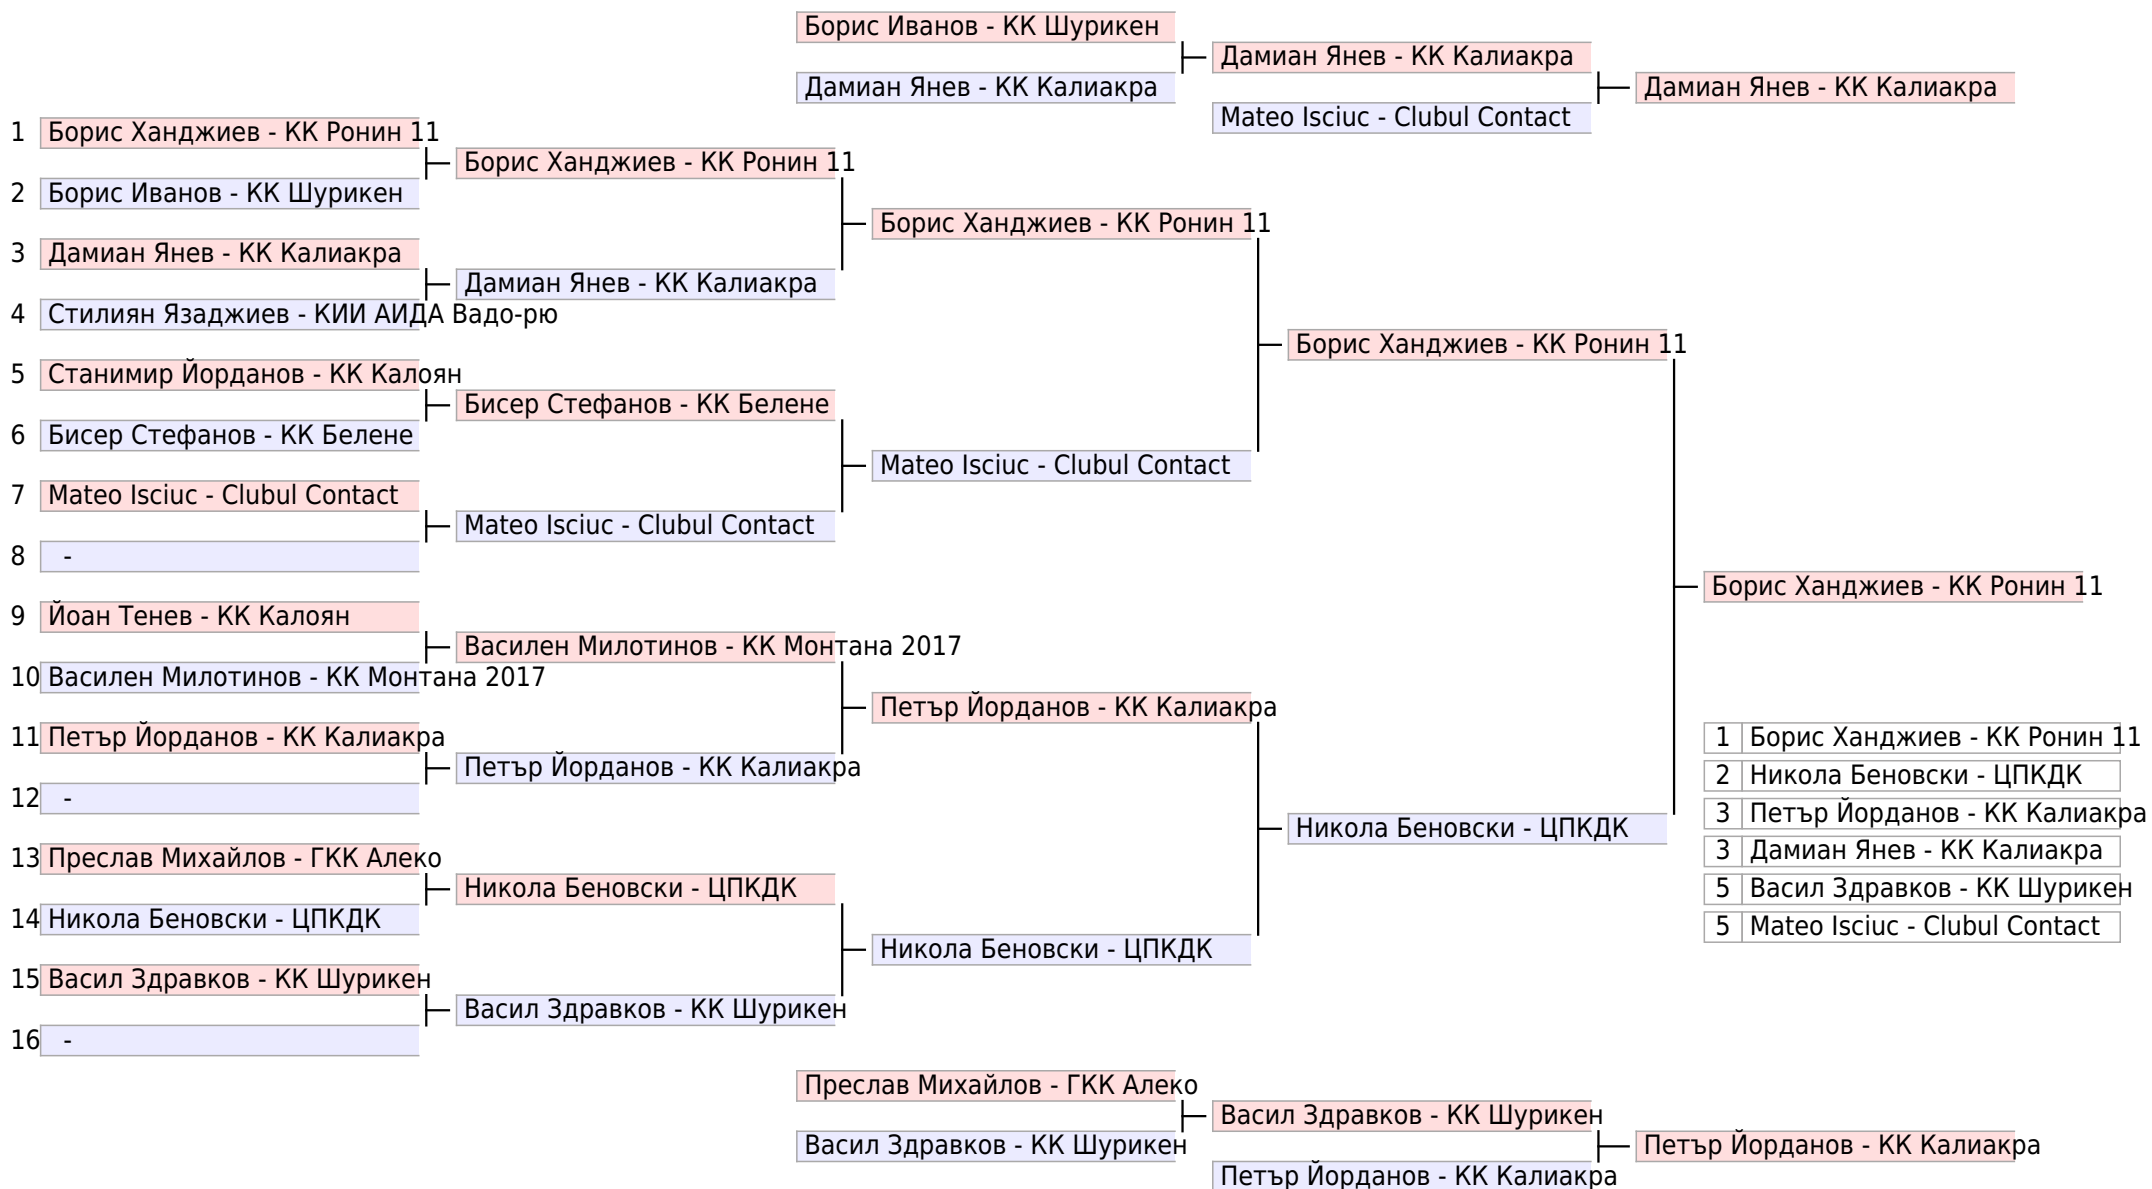 Борис Иванов - КК Шурикен
Дамиан Янев - КК Калиакра
Дамиан Янев - КК Калиакра
Mateo Isciuc - Clubul Contact
Дамиан Янев - КК Калиакра
1 Борис Ханджиев - КК Ронин 11
2 Борис Иванов - КК Шурикен
3 Дамиан Янев - КК Калиакра
4 Стилиян Язаджиев - КИИ АИДА Вадо-рю
5 Станимир Йорданов - КК Калоян
6 Бисер Стефанов - КК Белене
7 Mateo Isciuc - Clubul Contact
8 -
9 Йоан Тенев - КК Калоян
10 Василен Милотинов - КК Монтана 2017
11 Петър Йорданов - КК Калиакра
12 -
13 Преслав Михайлов - ГКК Алеко
14 Никола Беновски - ЦПКДК
15 Васил Здравков - КК Шурикен
16 -
Борис Ханджиев - КК Ронин 11
Дамиан Янев - КК Калиакра
Бисер Стефанов - КК Белене
Mateo Isciuc - Clubul Contact
Василен Милотинов - КК Монтана 2017
Петър Йорданов - КК Калиакра
Никола Беновски - ЦПКДК
Васил Здравков - КК Шурикен
Борис Ханджиев - КК Ронин 11
Mateo Isciuc - Clubul Contact
Петър Йорданов - КК Калиакра
Никола Беновски - ЦПКДК
Борис Ханджиев - КК Ронин 11
Никола Беновски - ЦПКДК
Борис Ханджиев - КК Ронин 11
1 Борис Ханджиев - КК Ронин 11
2 Никола Беновски - ЦПКДК
3 Петър Йорданов - КК Калиакра
3 Дамиан Янев - КК Калиакра
5 Васил Здравков - КК Шурикен
5 Mateo Isciuc - Clubul Contact
Преслав Михайлов - ГКК Алеко
Васил Здравков - КК Шурикен
Васил Здравков - КК Шурикен
Петър Йорданов - КК Калиакра
Петър Йорданов - КК Калиакра